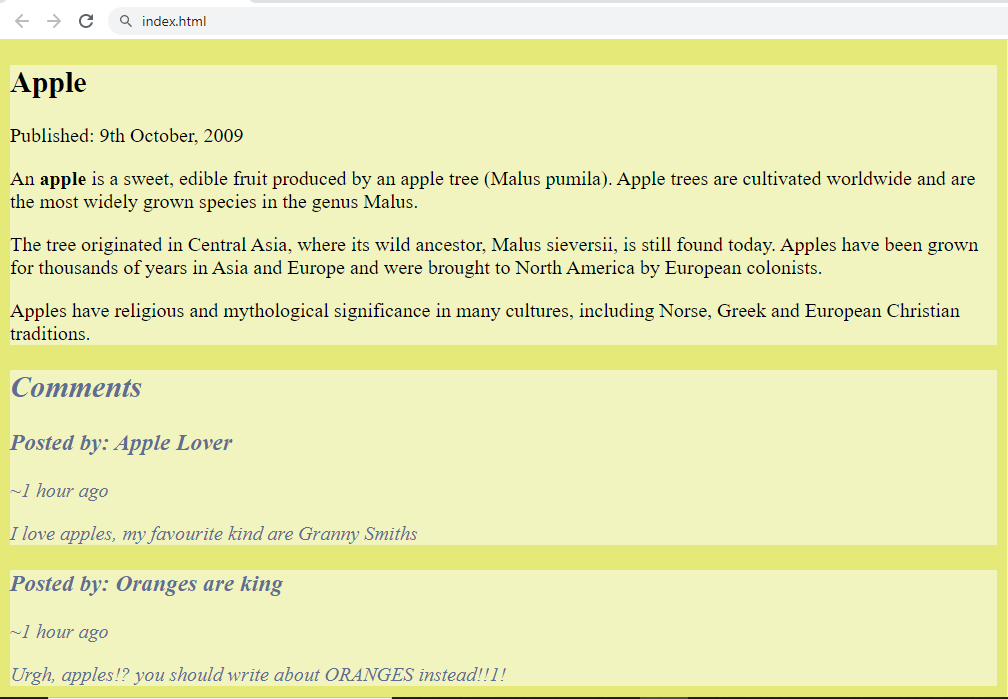 index.html
Apple
Published: 9th October, 2009
An apple is a sweet, edible fruit produced by an apple tree (Malus pumila). Apple trees are cultivated worldwide and are
the most widely grown species in the genus Malus.
The tree originated in Central Asia, where its wild ancestor, Malus sieversii, is still found today. Apples have been grown
for thousands of years in Asia and Europe and were brought to North America by European colonists.
Apples have religious and mythological significance in many cultures, including Norse, Greek and European Christian
traditions.
Comments
Posted by: Apple Lover
~1 hour ago
I love apples, my favourite kind are Granny Smiths
Posted by: Oranges are king
~1 hour ago
Urgh, apples!? you should write about ORANGES instead!!1!